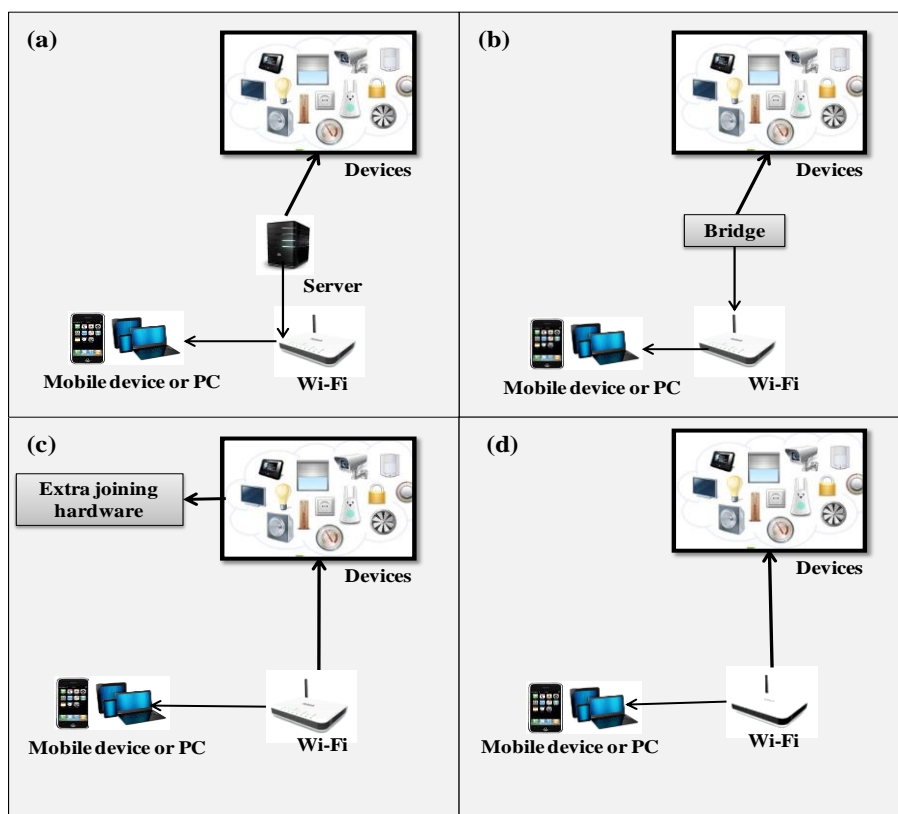 (a)
Devices
Server
Mobile device or PC
Wi-Fi
(b)
Devices
Bridge
Mobile device or PC
Wi-Fi
(c)
Extra joining
hardware
Devices
Mobile device or PC
Wi-Fi
(d)
Devices
Mobile device or PC
Wi-Fi